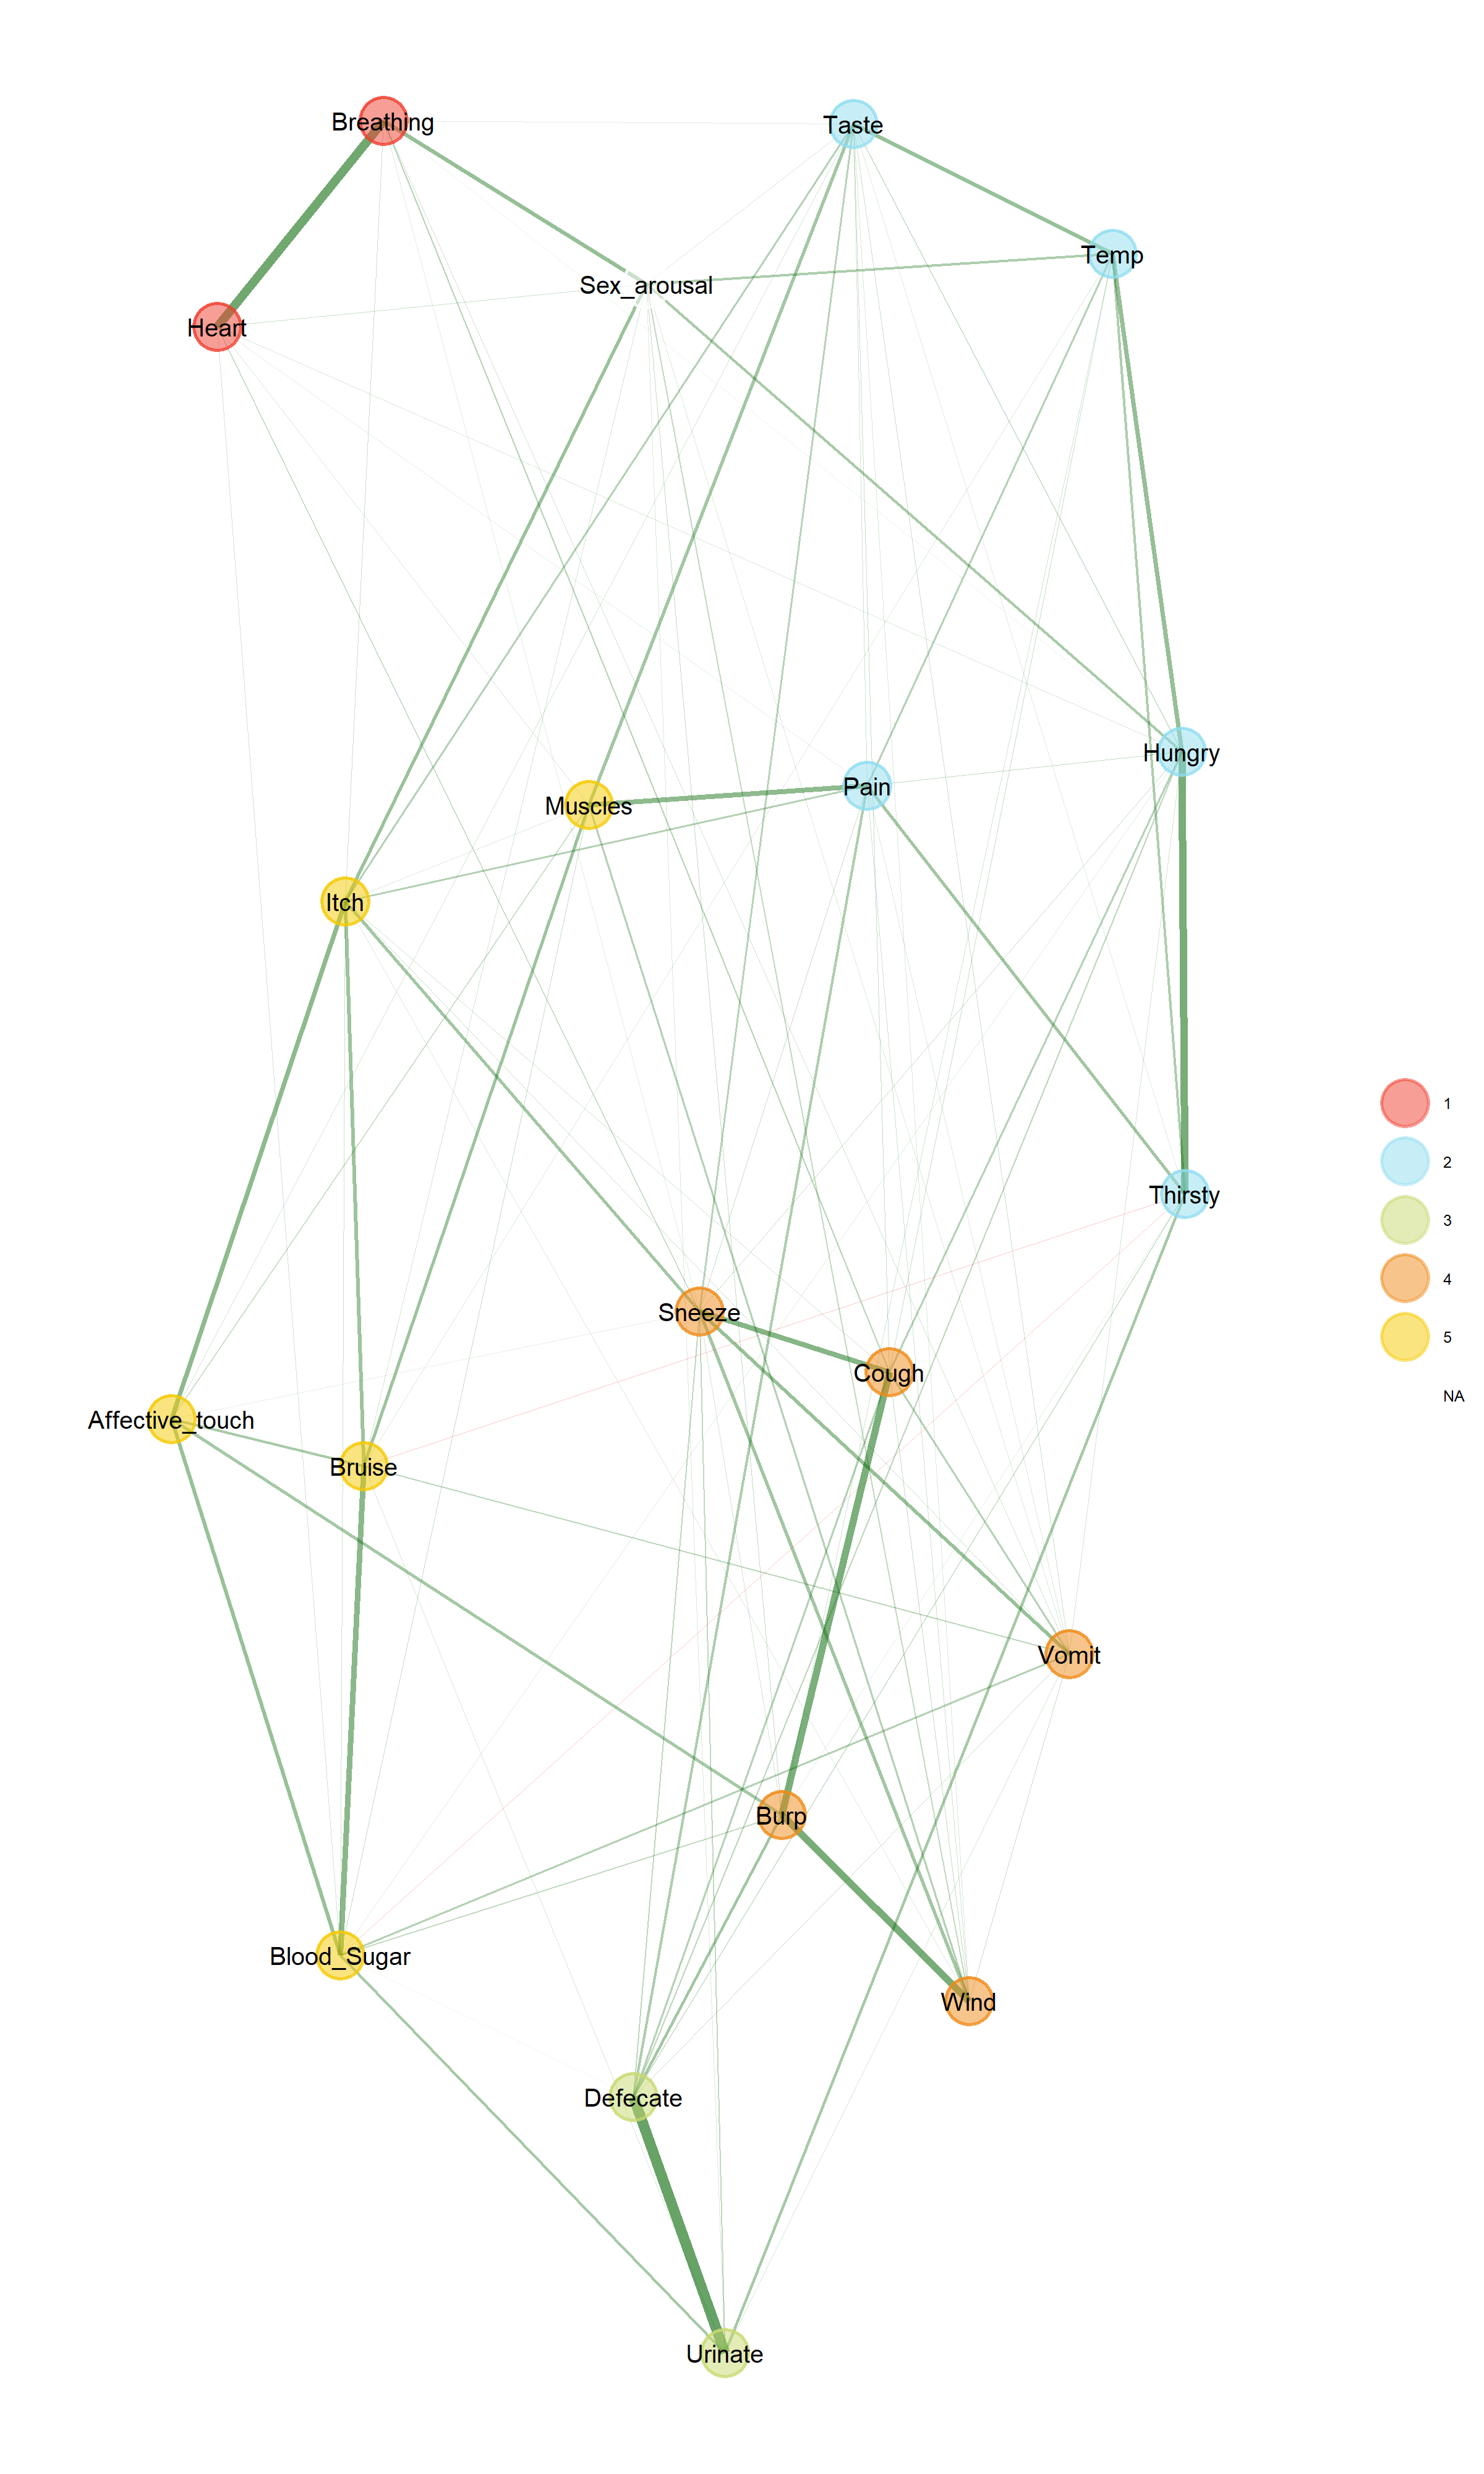 Breathing
Taste
Temp
Sex_arousal
Heart
Hungry
Pain
Muscles
Itch
1
2
Thirsty
3
4
Sneeze
5
Cough
NA
Affective_touch
Bruise
Vomit
Burp
Blood_Sugar
Wind
Defecate
Urinate